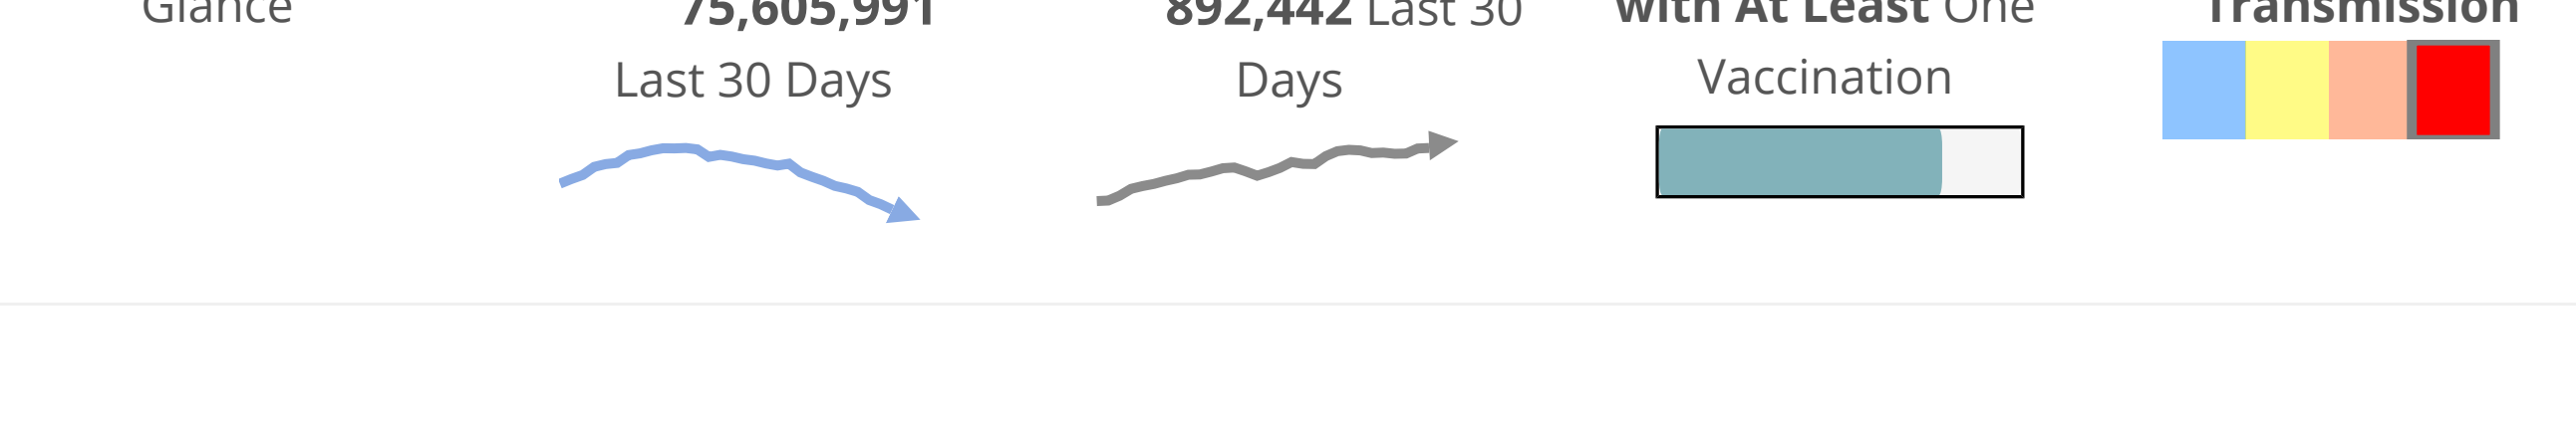 Glance
75,605,991
Last 30 Days
892,442 Last 30
Days
with At Least One
Vaccination
Transmission